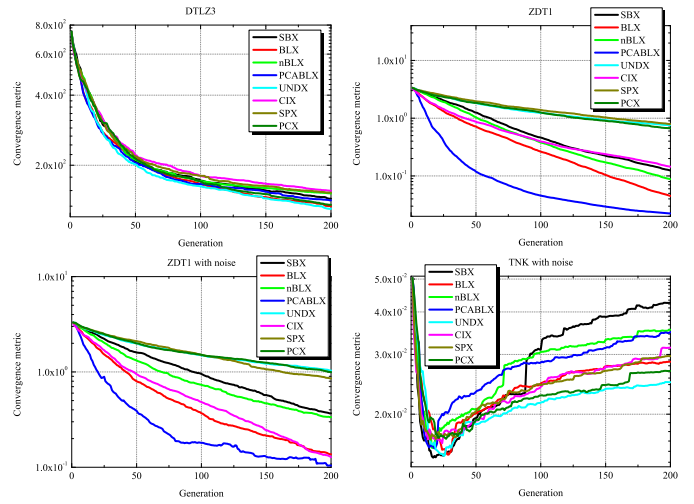 DTLZ3
8.0x10²
6.0x10²
4.0x10²
2.0x10²
Convergence metric
0
50
100
150
200
Generation
SBX
BLX
nBLX
PCABLX
UNDX
CIX
SPX
PCX
ZDT1
1.0x10¹
1.0x10⁰
1.0x10⁻¹
Convergence metric
0
50
100
150
200
Generation
SBX
BLX
nBLX
PCABLX
UNDX
CIX
SPX
PCX
ZDT1 with noise
1.0x10¹
1.0x10⁰
1.0x10⁻¹
Convergence metric
0
50
100
150
200
Generation
SBX
BLX
nBLX
PCABLX
UNDX
CIX
SPX
PCX
TNK with noise
5.0x10⁻²
4.0x10⁻²
3.0x10⁻²
2.0x10⁻²
Convergence metric
0
50
100
150
200
Generation
SBX
BLX
nBLX
PCABLX
UNDX
CIX
SPX
PCX